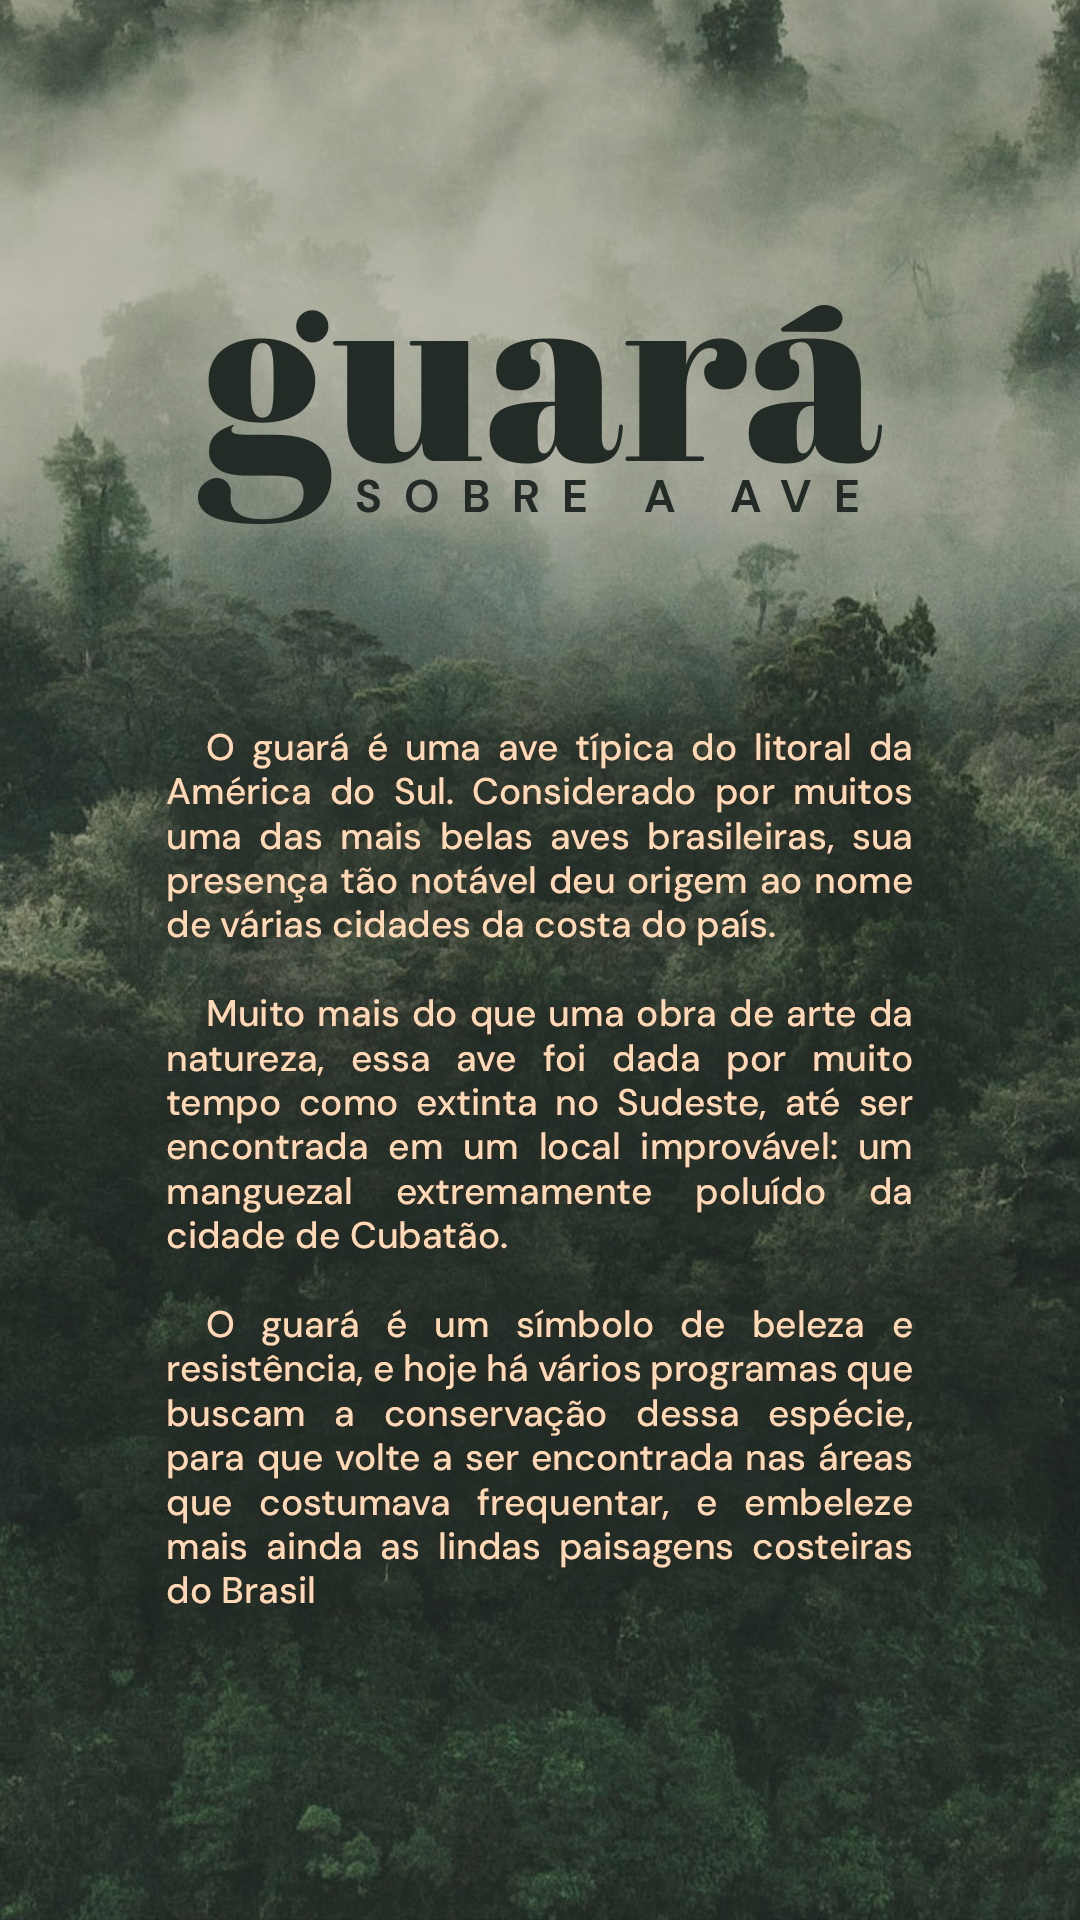 guará
SOBRE A AVE
O guará é uma ave típica do litoral da
América do Sul. Considerado por muitos
uma das mais belas aves brasileiras, sua
presença tão notável deu origem ao nome
de várias cidades da costa do país.
Muito mais do que uma obra de arte da
natureza, essa ave foi dada por muito
tempo como extinta no Sudeste, até ser
encontrada em um local improvável: um
manguezal extremamente poluído da
cidade de Cubatão.
O guará é um símbolo de beleza e
resistência, e hoje há vários programas que
buscam a conservação dessa espécie,
para que volte a ser encontrada nas áreas
que costumava frequentar, e embeleze
mais ainda as lindas paisagens costeiras
do Brasil